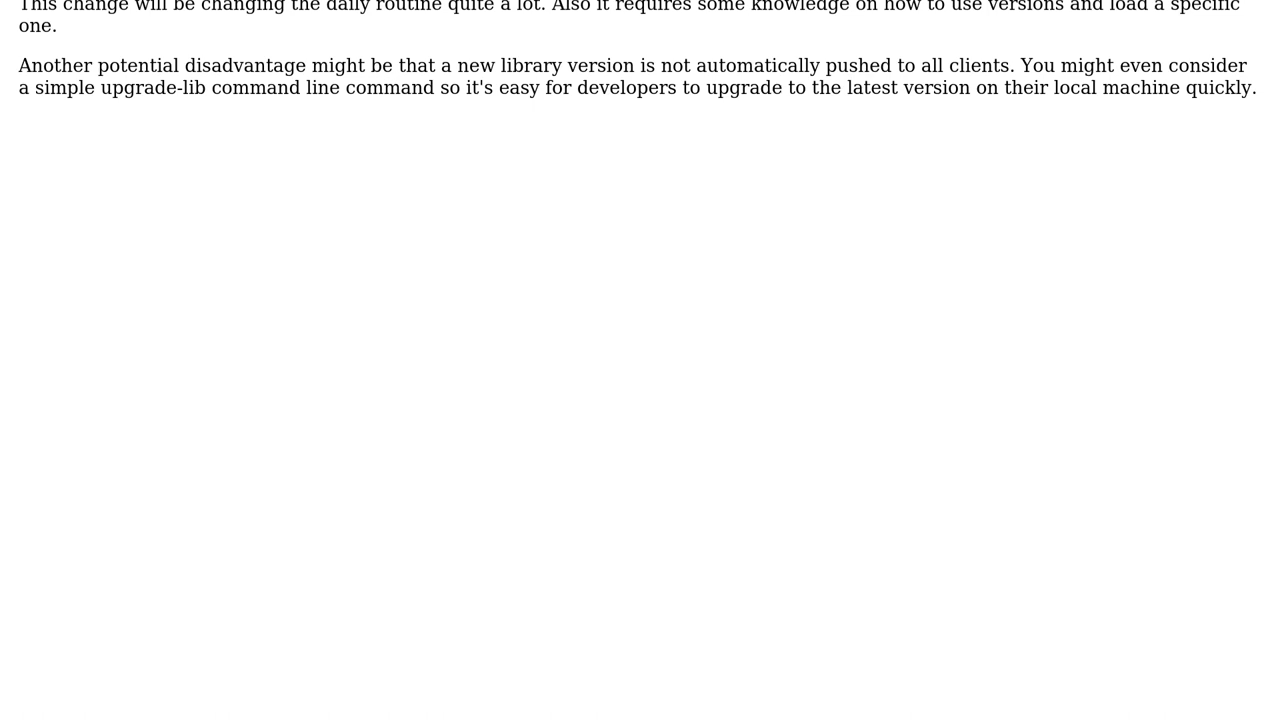 This change will be changing the daily routine quite a lot. Also it requires some knowledge on how to use versions and load a specific
one.
Another potential disadvantage might be that a new library version is not automatically pushed to all clients. You might even consider
a simple upgrade-lib command line command so it's easy for developers to upgrade to the latest version on their local machine quickly.